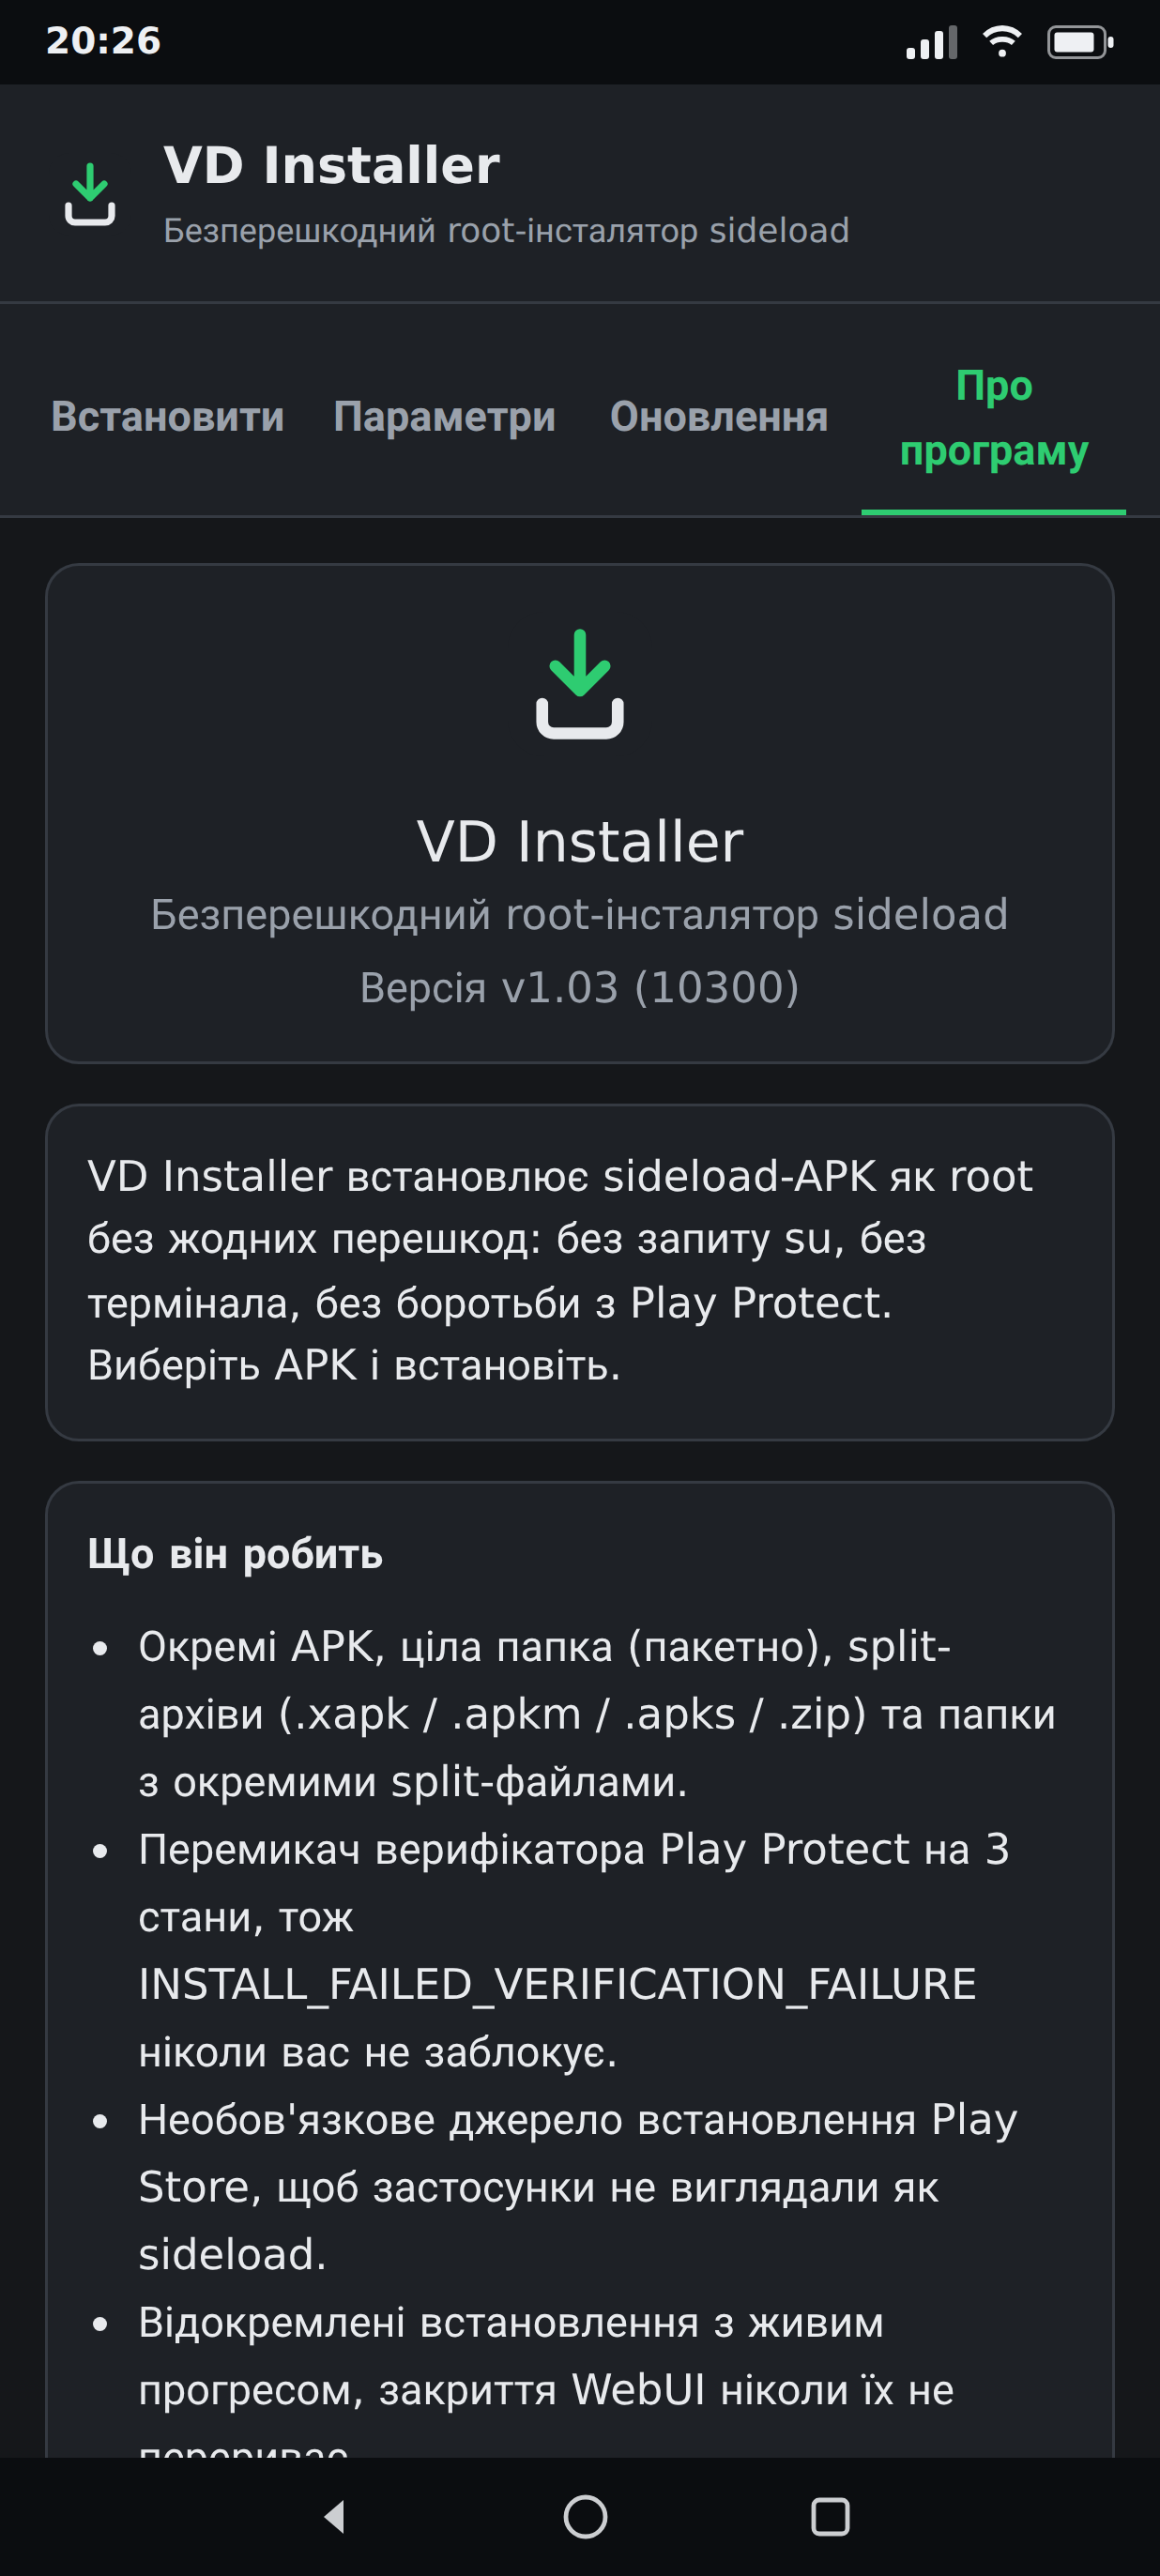 20:26
VD Installer
Безперешкодний root-інсталятор sideload
Встановити
Параметри
Оновлення
Про
програму
VD Installer
Безперешкодний root-інсталятор sideload
Версія v1.03 (10300)
VD Installer встановлює sideload-APK як root
без жодних перешкод: без запиту su, без
термінала, без боротьби з Play Protect.
Виберіть APK і встановіть.
Що він робить
• Окремі APK, ціла папка (пакетно), split-
архіви (.xapk / .apkm / .apks / .zip) та папки
з окремими split-файлами.
• Перемикач верифікатора Play Protect на 3
стани, тож
INSTALL_FAILED_VERIFICATION_FAILURE
ніколи вас не заблокує.
• Необов'язкове джерело встановлення Play
Store, щоб застосунки не виглядали як
sideload.
• Відокремлені встановлення з живим
прогресом, закриття WebUI ніколи їх не